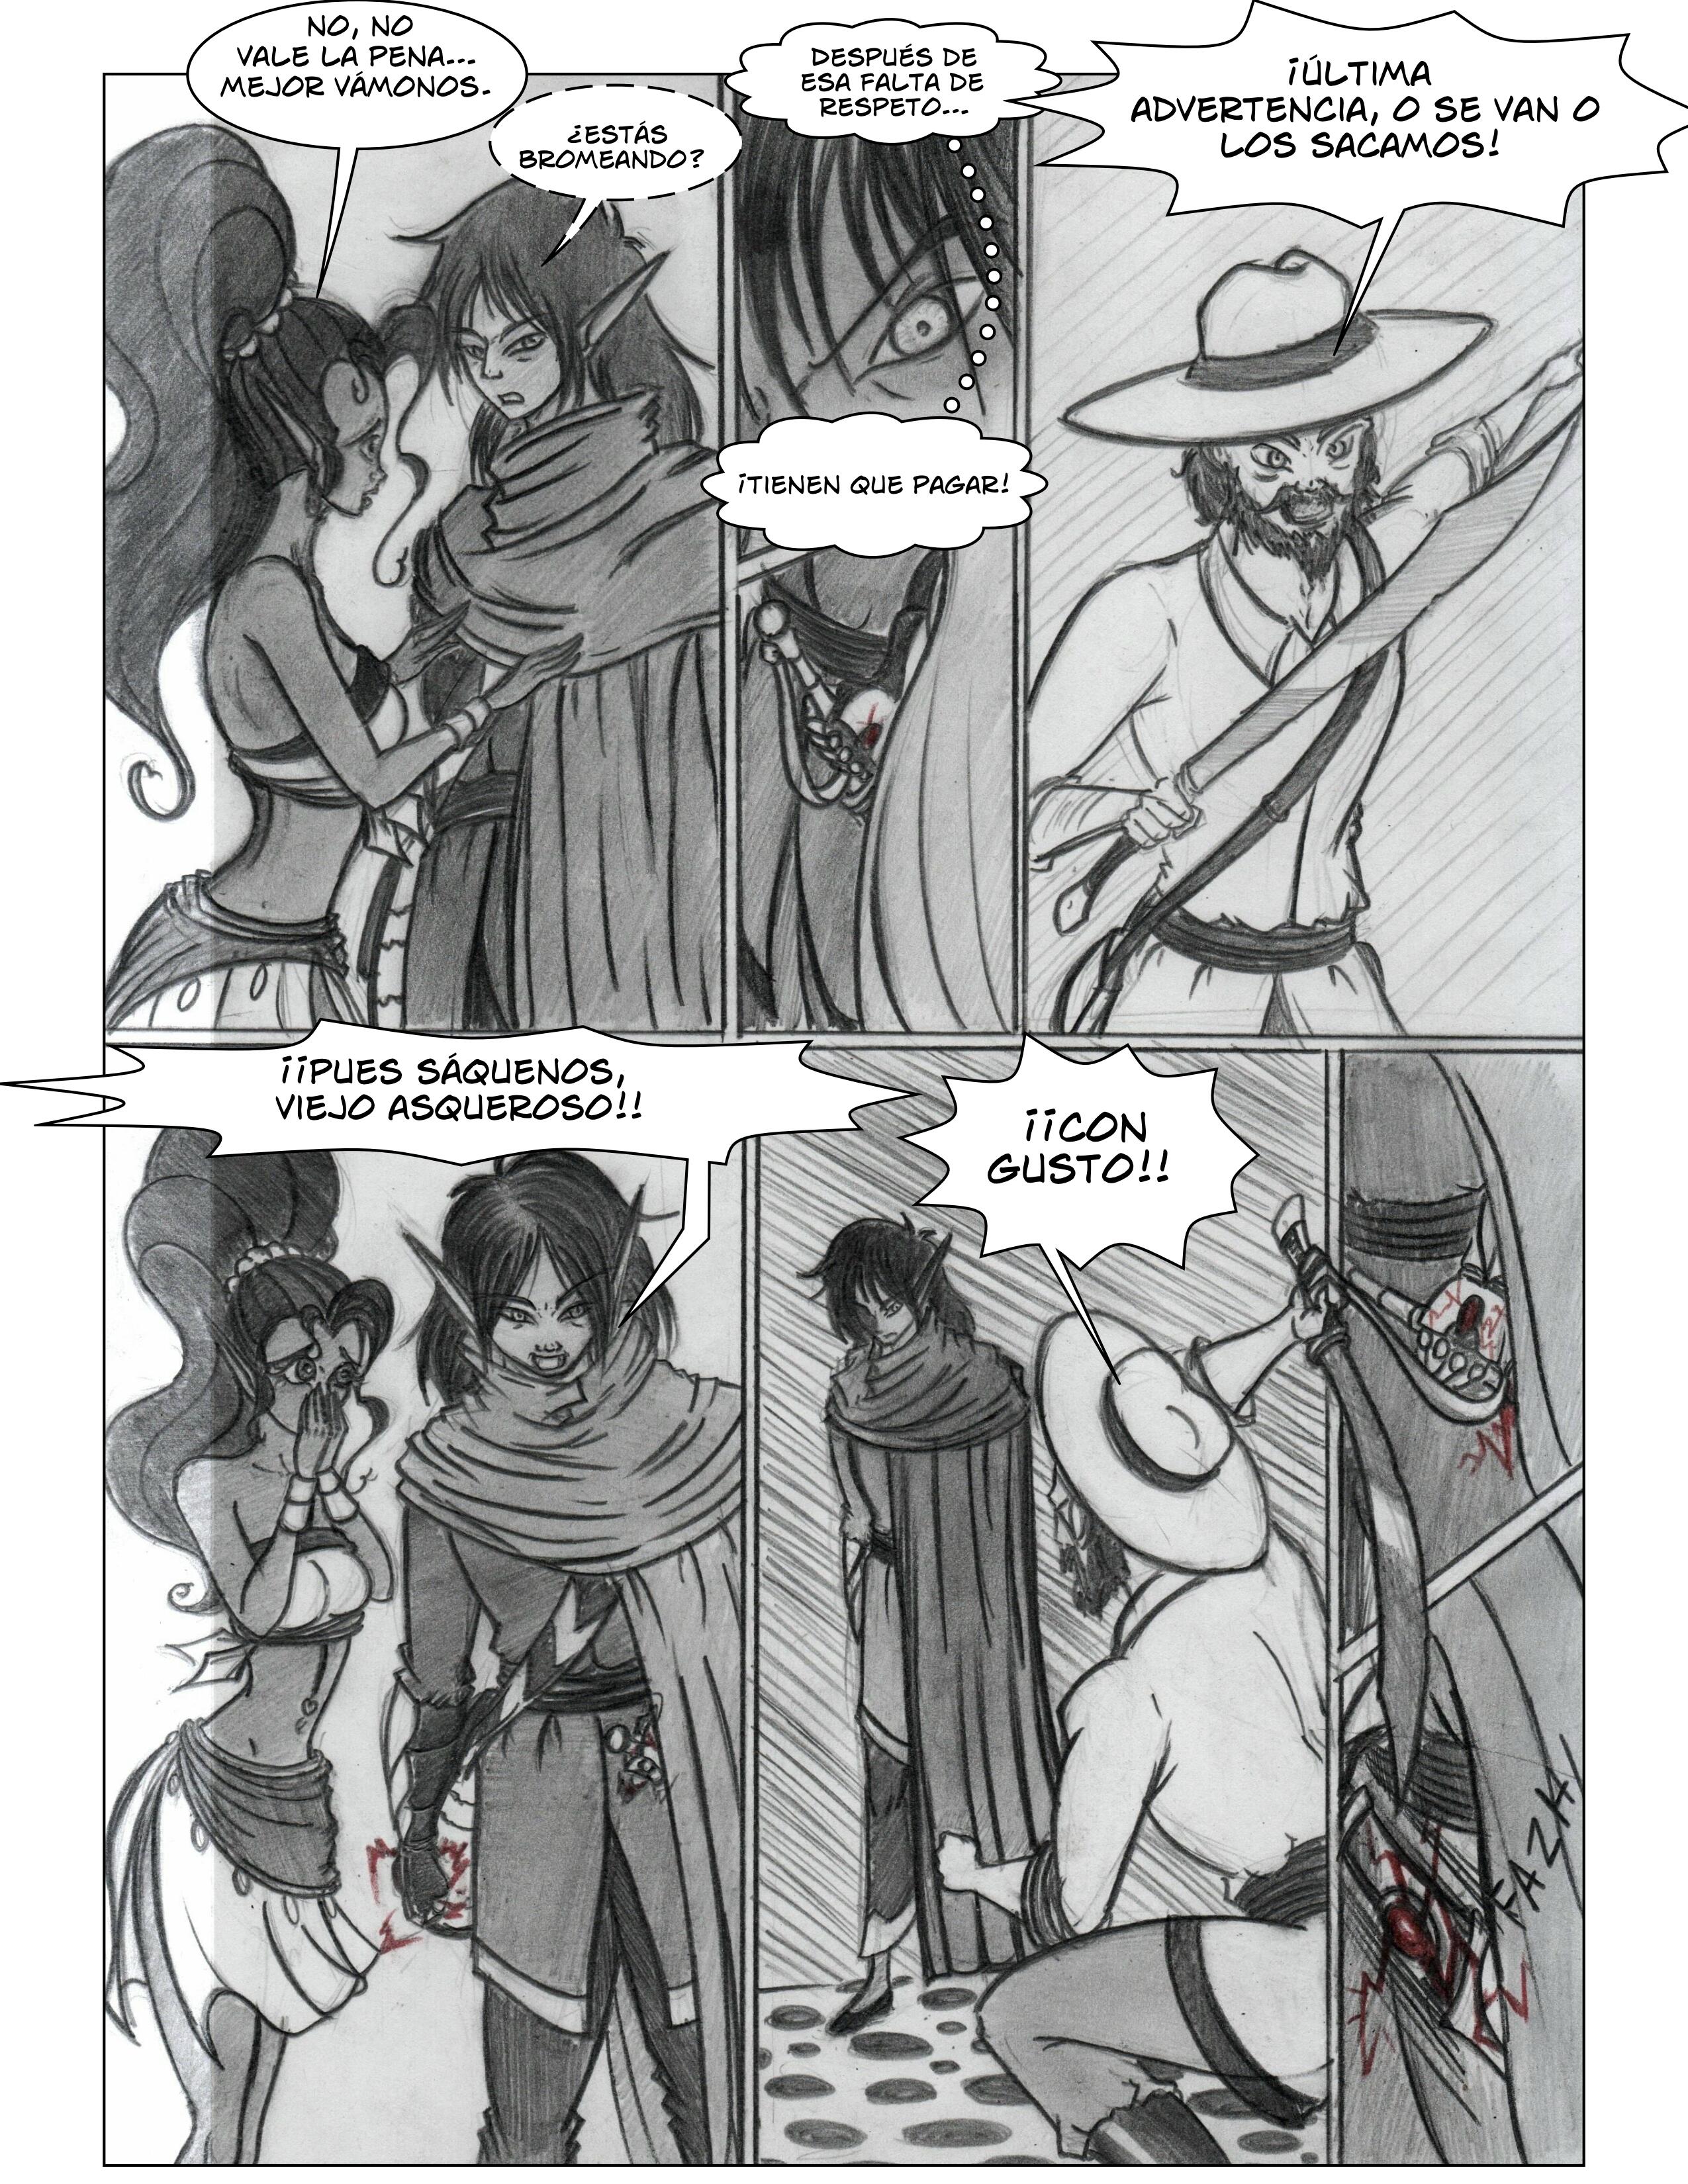 NO, NO
VALE LA PENA...
MEJOR VÁMONOS.
¿ESTÁS
BROMEANDO?
DESPUÉS DE
ESA FALTA DE
RESPETO...
¡TIENEN QUE PAGAR!
¡ÚLTIMA
ADVERTENCIA, O SE VAN O
LOS SACAMOS!
¡¡PUES SÁQUENOS,
VIEJO ASQUEROSO!!
¡¡CON
GUSTO!!